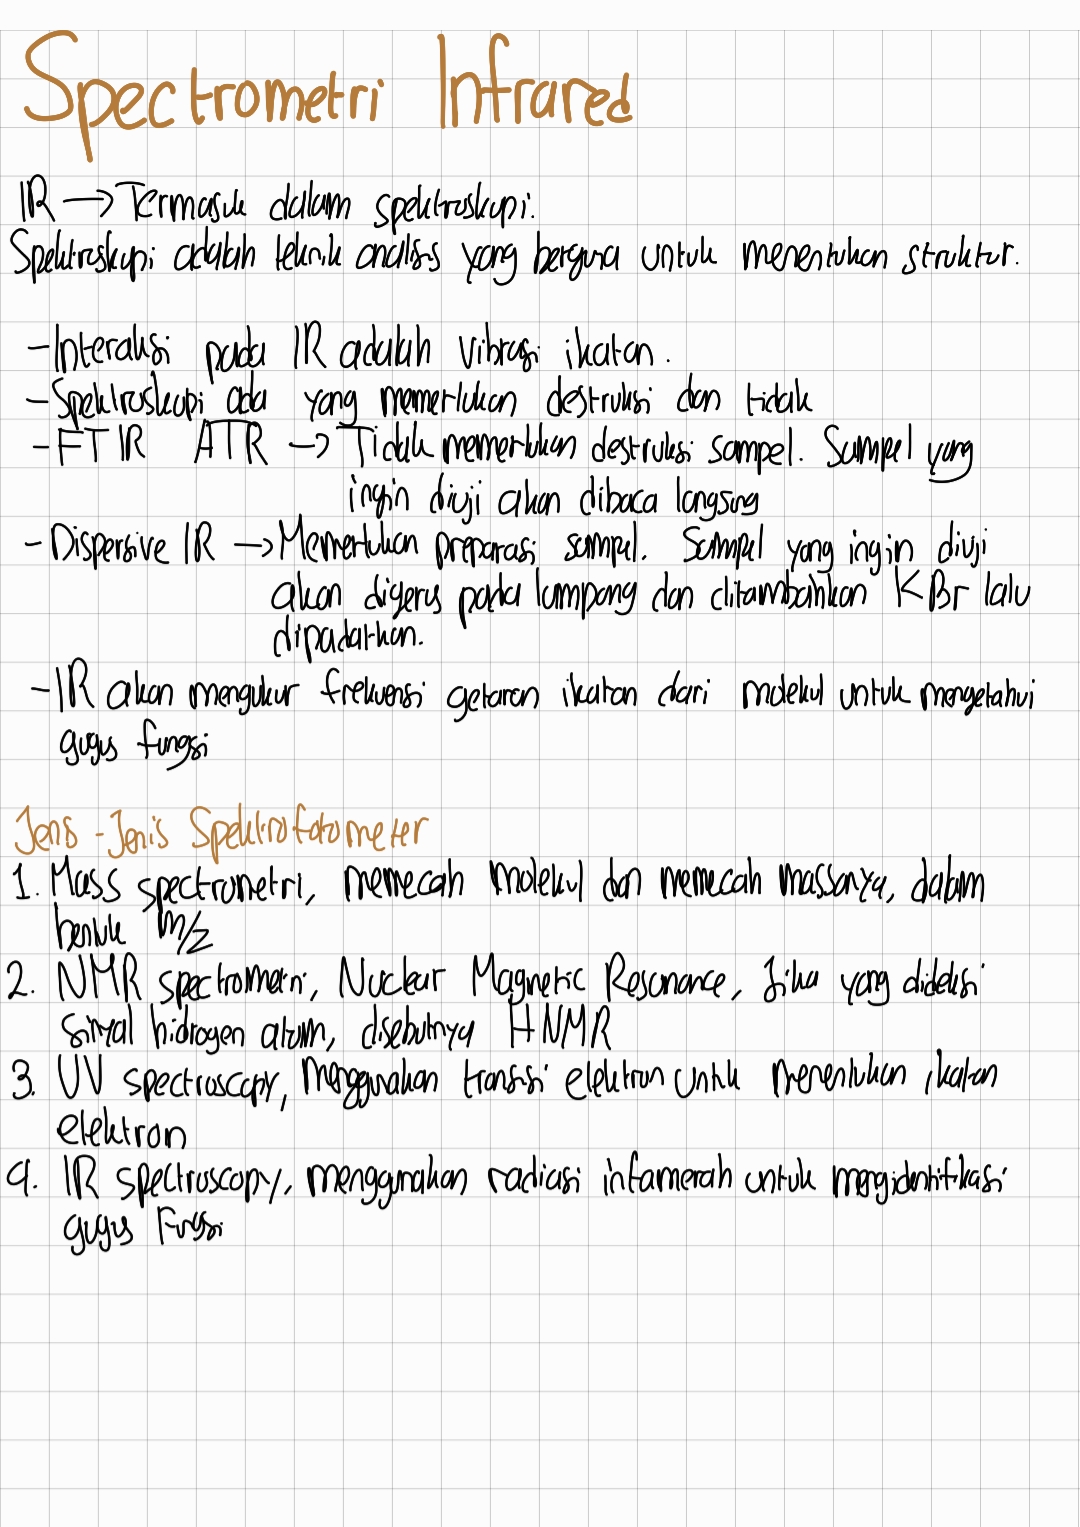 Spectrometri Infrared
IR → Termasuk dalam spektroskopi.
Spektroskopi adalah teknik analisis yang berguna untuk menentukan struktur.
- Interaksi pada IR adalah vibrasi ikatan.
- Spektroskopi ada yang memerlukan destruksi dan tidak
- FTIR ATR → Tidak memerlukan destruksi sampel. Sampel yang
ingin diuji akan dibaca langsung
- Dispersive IR → Memerlukan preparasi sampel. Sampel yang ingin diuji
akan digerus pada lumpang dan ditambahkan KBr lalu
dipadatkan.
- IR akan mengukur frekuensi getaran ikatan dari molekul untuk mengetahui
gugus fungsi
Jenis - Jenis Spektrofotometer
1. Mass spectrometri, memecah molekul dan memecah massanya, dalam
bentuk m/z
2. NMR spectrometri, Nuclear Magnetic Resonance, Jika yang dideksi
sinyal hidrogen atom, disebutnya HNMR
3. UV spectroscopy, menggunakan transisi elektron untuk menentukan ikatan
elektron
4. IR spectroscopy, menggunakan radiasi infamerah untuk mengidentifikasi
gugus Fungsi